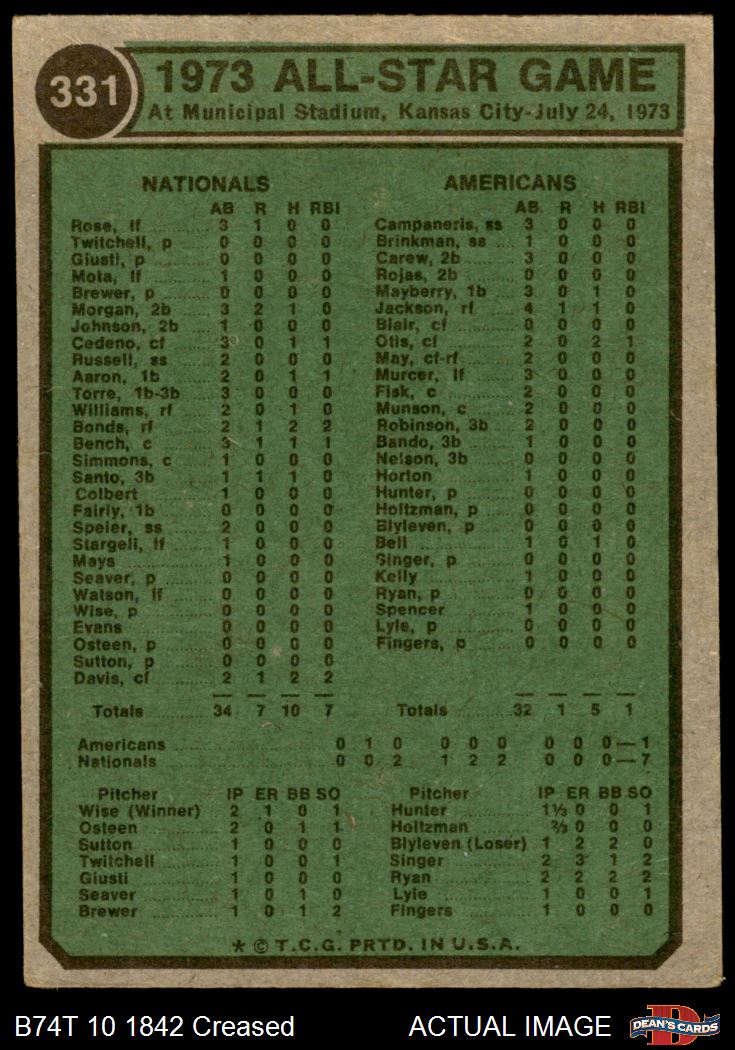 331
1973 ALL-STAR GAME
At Municipal Stadium, Kansas City-July 24, 1973
NATIONALS
AB R H RBI
Rose, lf 3 1 0 0
Twitchell, p 0 0 0 0
Giusti, p 0 0 0 0
Mota, lf 1 0 0 0
Brewer, p 0 0 0 0
Morgan, 2b 3 2 1 0
Johnson, 2b 1 0 0 0
Cedeno, cf 3 0 1 1
Russell, ss 2 0 0 0
Aaron, 1b 2 0 1 1
Torre, 1b-3b 3 0 0 0
Williams, rf 2 0 1 0
Bonds, rf 2 1 2 2
Bench, c 3 1 1 1
Simmons, c 1 0 0 0
Santo, 3b 1 1 1 0
Colbert 1 0 0 0
Fairly, 1b 0 0 0 0
Speier, ss 2 0 0 0
Stargell, lf 1 0 0 0
Mays 1 0 0 0
Seaver, p 0 0 0 0
Watson, lf 0 0 0 0
Wise, p 0 0 0 0
Evans 0 0 0 0
Osteen, p 0 0 0 0
Sutton, p 0 0 0 0
Davis, cf 2 1 2 2
Totals 34 7 10 7
AMERICANS
AB. R H RBI
Campaneris, ss 3 0 0 0
Brinkman, ss 1 0 0 0
Carew, 2b 3 0 0 0
Rojas, 2b 0 0 0 0
Mayberry, 1b 3 0 1 0
Jackson, rf 4 1 1 0
Blair, cf 0 0 0 0
Otis, cf 2 0 2 1
May, cf-rf 2 0 0 0
Murcer, lf 3 0 0 0
Fisk, c 2 0 0 0
Munson, c 2 0 0 0
Robinson, 3b 2 0 0 0
Bando, 3b 1 0 0 0
Nelson, 3b 0 0 0 0
Horton 1 0 0 0
Hunter, p 0 0 0 0
Holtzman, p 0 0 0 0
Blyleven, p 0 0 0 0
Bell 1 0 1 0
Singer, p 0 0 0 0
Kelly 1 0 0 0
Ryan, p 0 0 0 0
Spencer 1 0 0 0
Lyle, p 0 0 0 0
Fingers, p 0 0 0 0
Totals 32 1 5 1
Americans 0 1 0 0 0 0 0 0 0—1
Nationals 0 0 2 1 2 2 0 0 0—7
Pitcher IP ER BB SO
Wise (Winner) 2 1 0 1
Osteen 2 0 1 1
Sutton 1 0 0 0
Twitchell 1 0 0 1
Giusti 1 0 0 0
Seaver 1 0 1 0
Brewer 1 0 1 2
Pitcher IP ER BB SO
Hunter 1⅓ 0 0 1
Holtzman ⅔ 0 0 0
Blyleven (Loser) 1 2 2 0
Singer 2 3 1 2
Ryan 2 2 2 2
Lyle 1 0 0 1
Fingers 1 0 0 0
* © T.C.G. PRTD. IN U.S.A.
B74T 10 1842 Creased
ACTUAL IMAGE
D
DEAN'S CARDS